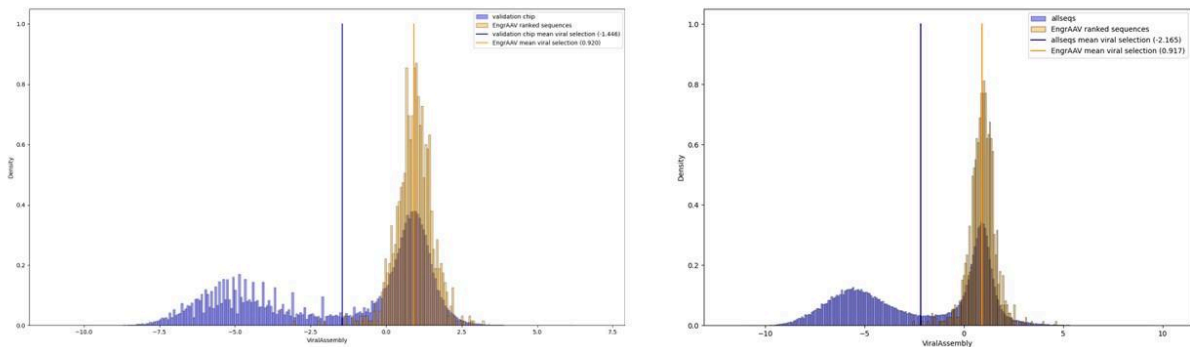 validation chip
EngrAAV ranked sequences
validation chip mean viral selection (-1.446)
EngrAAV mean viral selection (0.920)
1.0
0.8
0.6
0.4
0.2
0.0
Density
-10.0 -7.5 -5.0 -2.5 0.0 2.5 5.0 7.5
ViralAssembly
allseqs
EngrAAV ranked sequences
allseqs mean viral selection (-2.165)
EngrAAV mean viral selection (0.917)
1.0
0.8
0.6
0.4
0.2
0.0
Density
-10 -5 0 5 10
ViralAssembly